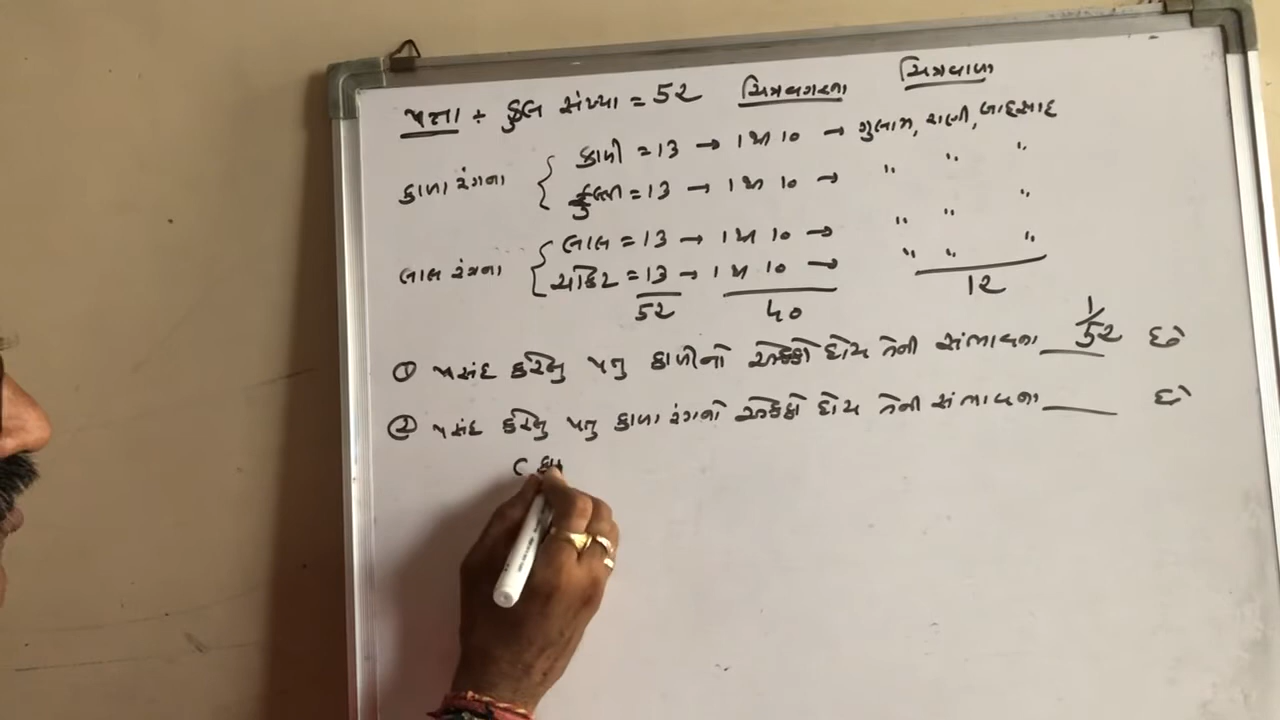 પત્તા ÷ કુલ સંખ્યા = 52 ચિત્રવગરના ચિત્રવાળા
કાળા રંગના { કાળી = 13 → 1 થી 10 → ગુલામ, રાણી, બાદશાહ
ફુલ્લી = 13 → 1 થી 10 → " " "
લાલ રંગના { લાલ = 13 → 1 થી 10 → " " "
ચોકટ = 13 → 1 થી 10 → " " "
52 40 12
① પસંદ કરેલુ પત્તુ કાળીનો એક્કો હોય તેની સંભાવના ___ 1/52 છે
② પસંદ કરેલુ પત્તુ કાળા રંગનો એક્કો હોય તેની સંભાવના ___ છે